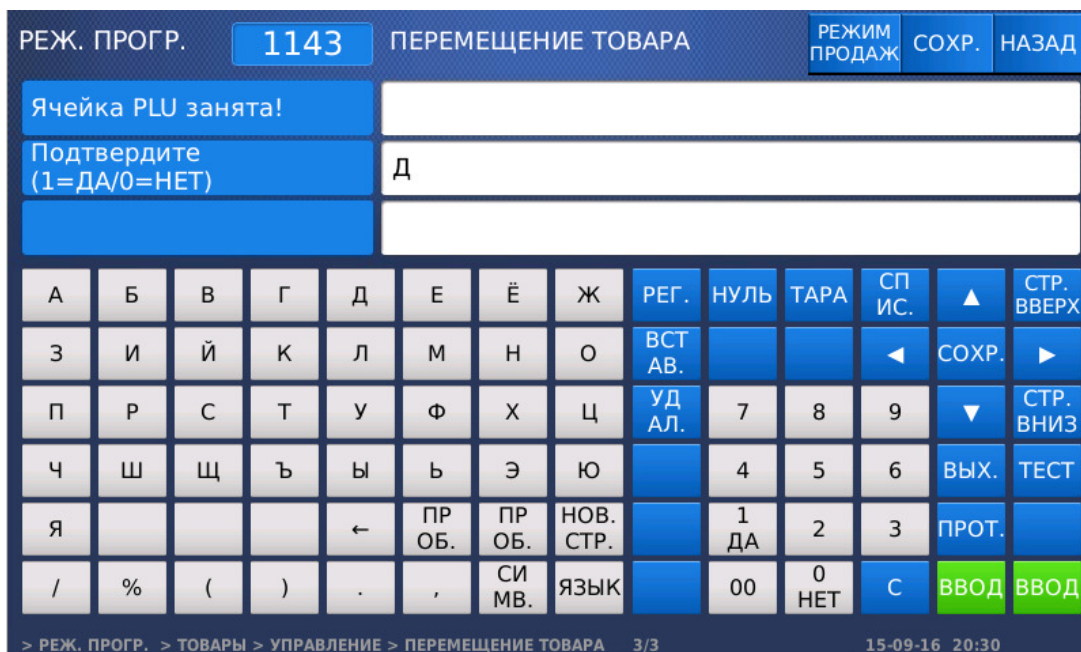 РЕЖ. ПРОГР. 1143 ПЕРЕМЕЩЕНИЕ ТОВАРА РЕЖИМ ПРОДАЖ СОХР. НАЗАД
Ячейка PLU занята!
Подтвердите
(1=ДА/0=НЕТ) Д
А Б В Г Д Е Ё Ж РЕГ. НУЛЬ ТАРА СП ИС. ▲ СТР. ВВЕРХ
З И Й К Л М Н О ВСТ АВ. ◄ СОХР. ►
П Р С Т У Ф Х Ц УД АЛ. 7 8 9 ▼ СТР. ВНИЗ
Ч Ш Щ Ъ Ы Ь Э Ю 4 5 6 ВЫХ. ТЕСТ
Я ← ПР ОБ. ПР ОБ. НОВ. СТР. 1 ДА 2 3 ПРОТ.
/ % ( ) . , СИ МВ. ЯЗЫК 00 0 НЕТ С ВВОД ВВОД
> РЕЖ. ПРОГР. > ТОВАРЫ > УПРАВЛЕНИЕ > ПЕРЕМЕЩЕНИЕ ТОВАРА 3/3 15-09-16 20:30